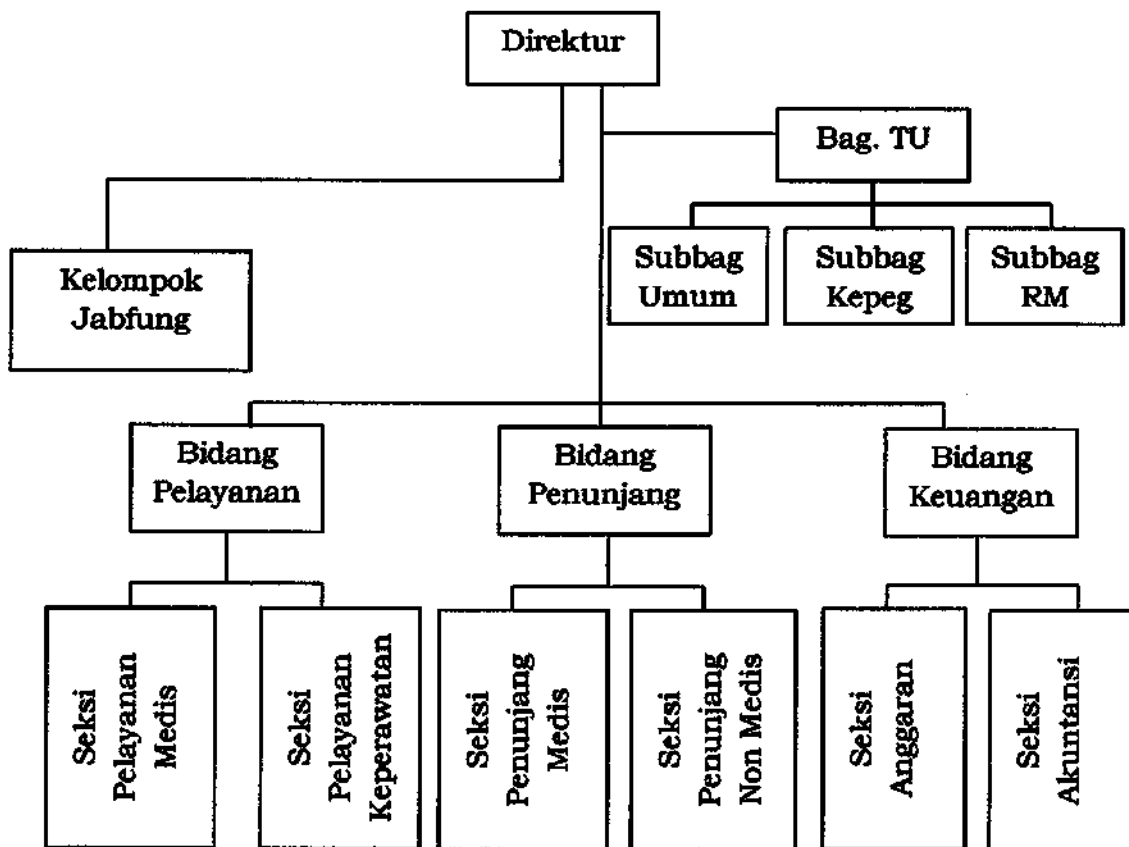 Direktur
Bag. TU
Subbag
Umum
Subbag
Kepeg
Subbag
RM
Kelompok
Jabfung
Bidang
Pelayanan
Bidang
Penunjang
Bidang
Keuangan
Seksi
Pelayanan
Medis
Seksi
Pelayanan
Keperawatan
Seksi
Penunjang
Medis
Seksi
Penunjang
Non Medis
Seksi
Anggaran
Seksi
Akuntansi